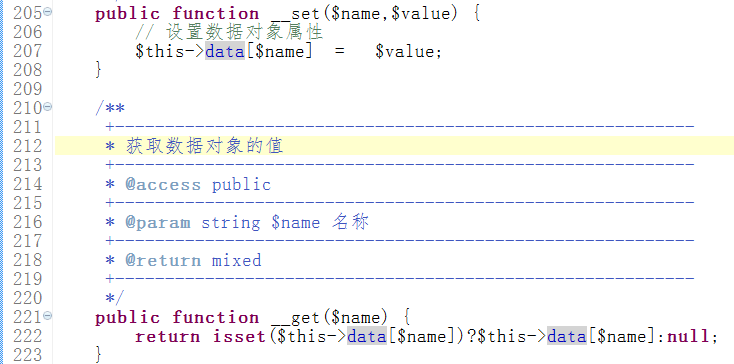 205 public function __set($name,$value) {
206 // 设置数据对象属性
207 $this->data[$name]  =   $value;
208 }
209
210 /**
211 +----------------------------------------------------------
212 * 获取数据对象的值
213 +----------------------------------------------------------
214 * @access public
215 +----------------------------------------------------------
216 * @param string $name 名称
217 +----------------------------------------------------------
218 * @return mixed
219 +----------------------------------------------------------
220 */
221 public function __get($name) {
222 return isset($this->data[$name])?$this->data[$name]:null;
223 }